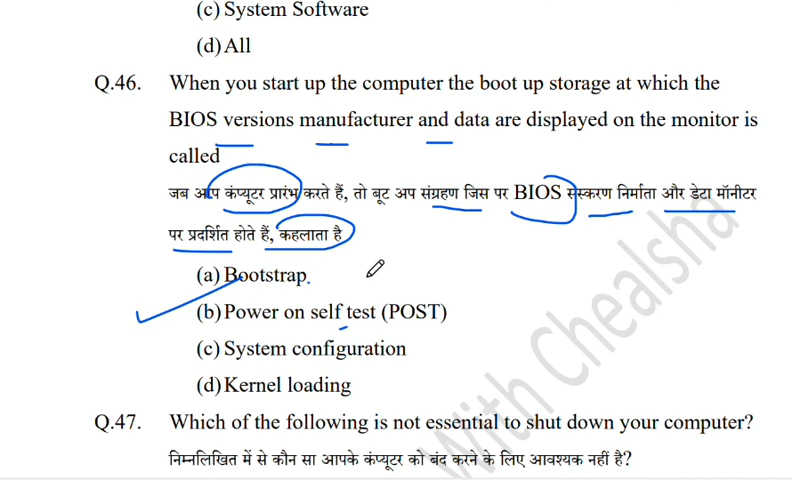 (c) System Software
(d) All
Q.46. When you start up the computer the boot up storage at which the
BIOS versions manufacturer and data are displayed on the monitor is
called
जब आप कंप्यूटर प्रारंभ करते हैं, तो बूट अप संग्रहण जिस पर BIOS संस्करण निर्माता और डेटा मॉनीटर
पर प्रदर्शित होते हैं, कहलाता है
(a) Bootstrap.
(b) Power on self test (POST)
(c) System configuration
(d) Kernel loading
Q.47. Which of the following is not essential to shut down your computer?
निम्नलिखित में से कौन सा आपके कंप्यूटर को बंद करने के लिए आवश्यक नहीं है?
With Chealsha